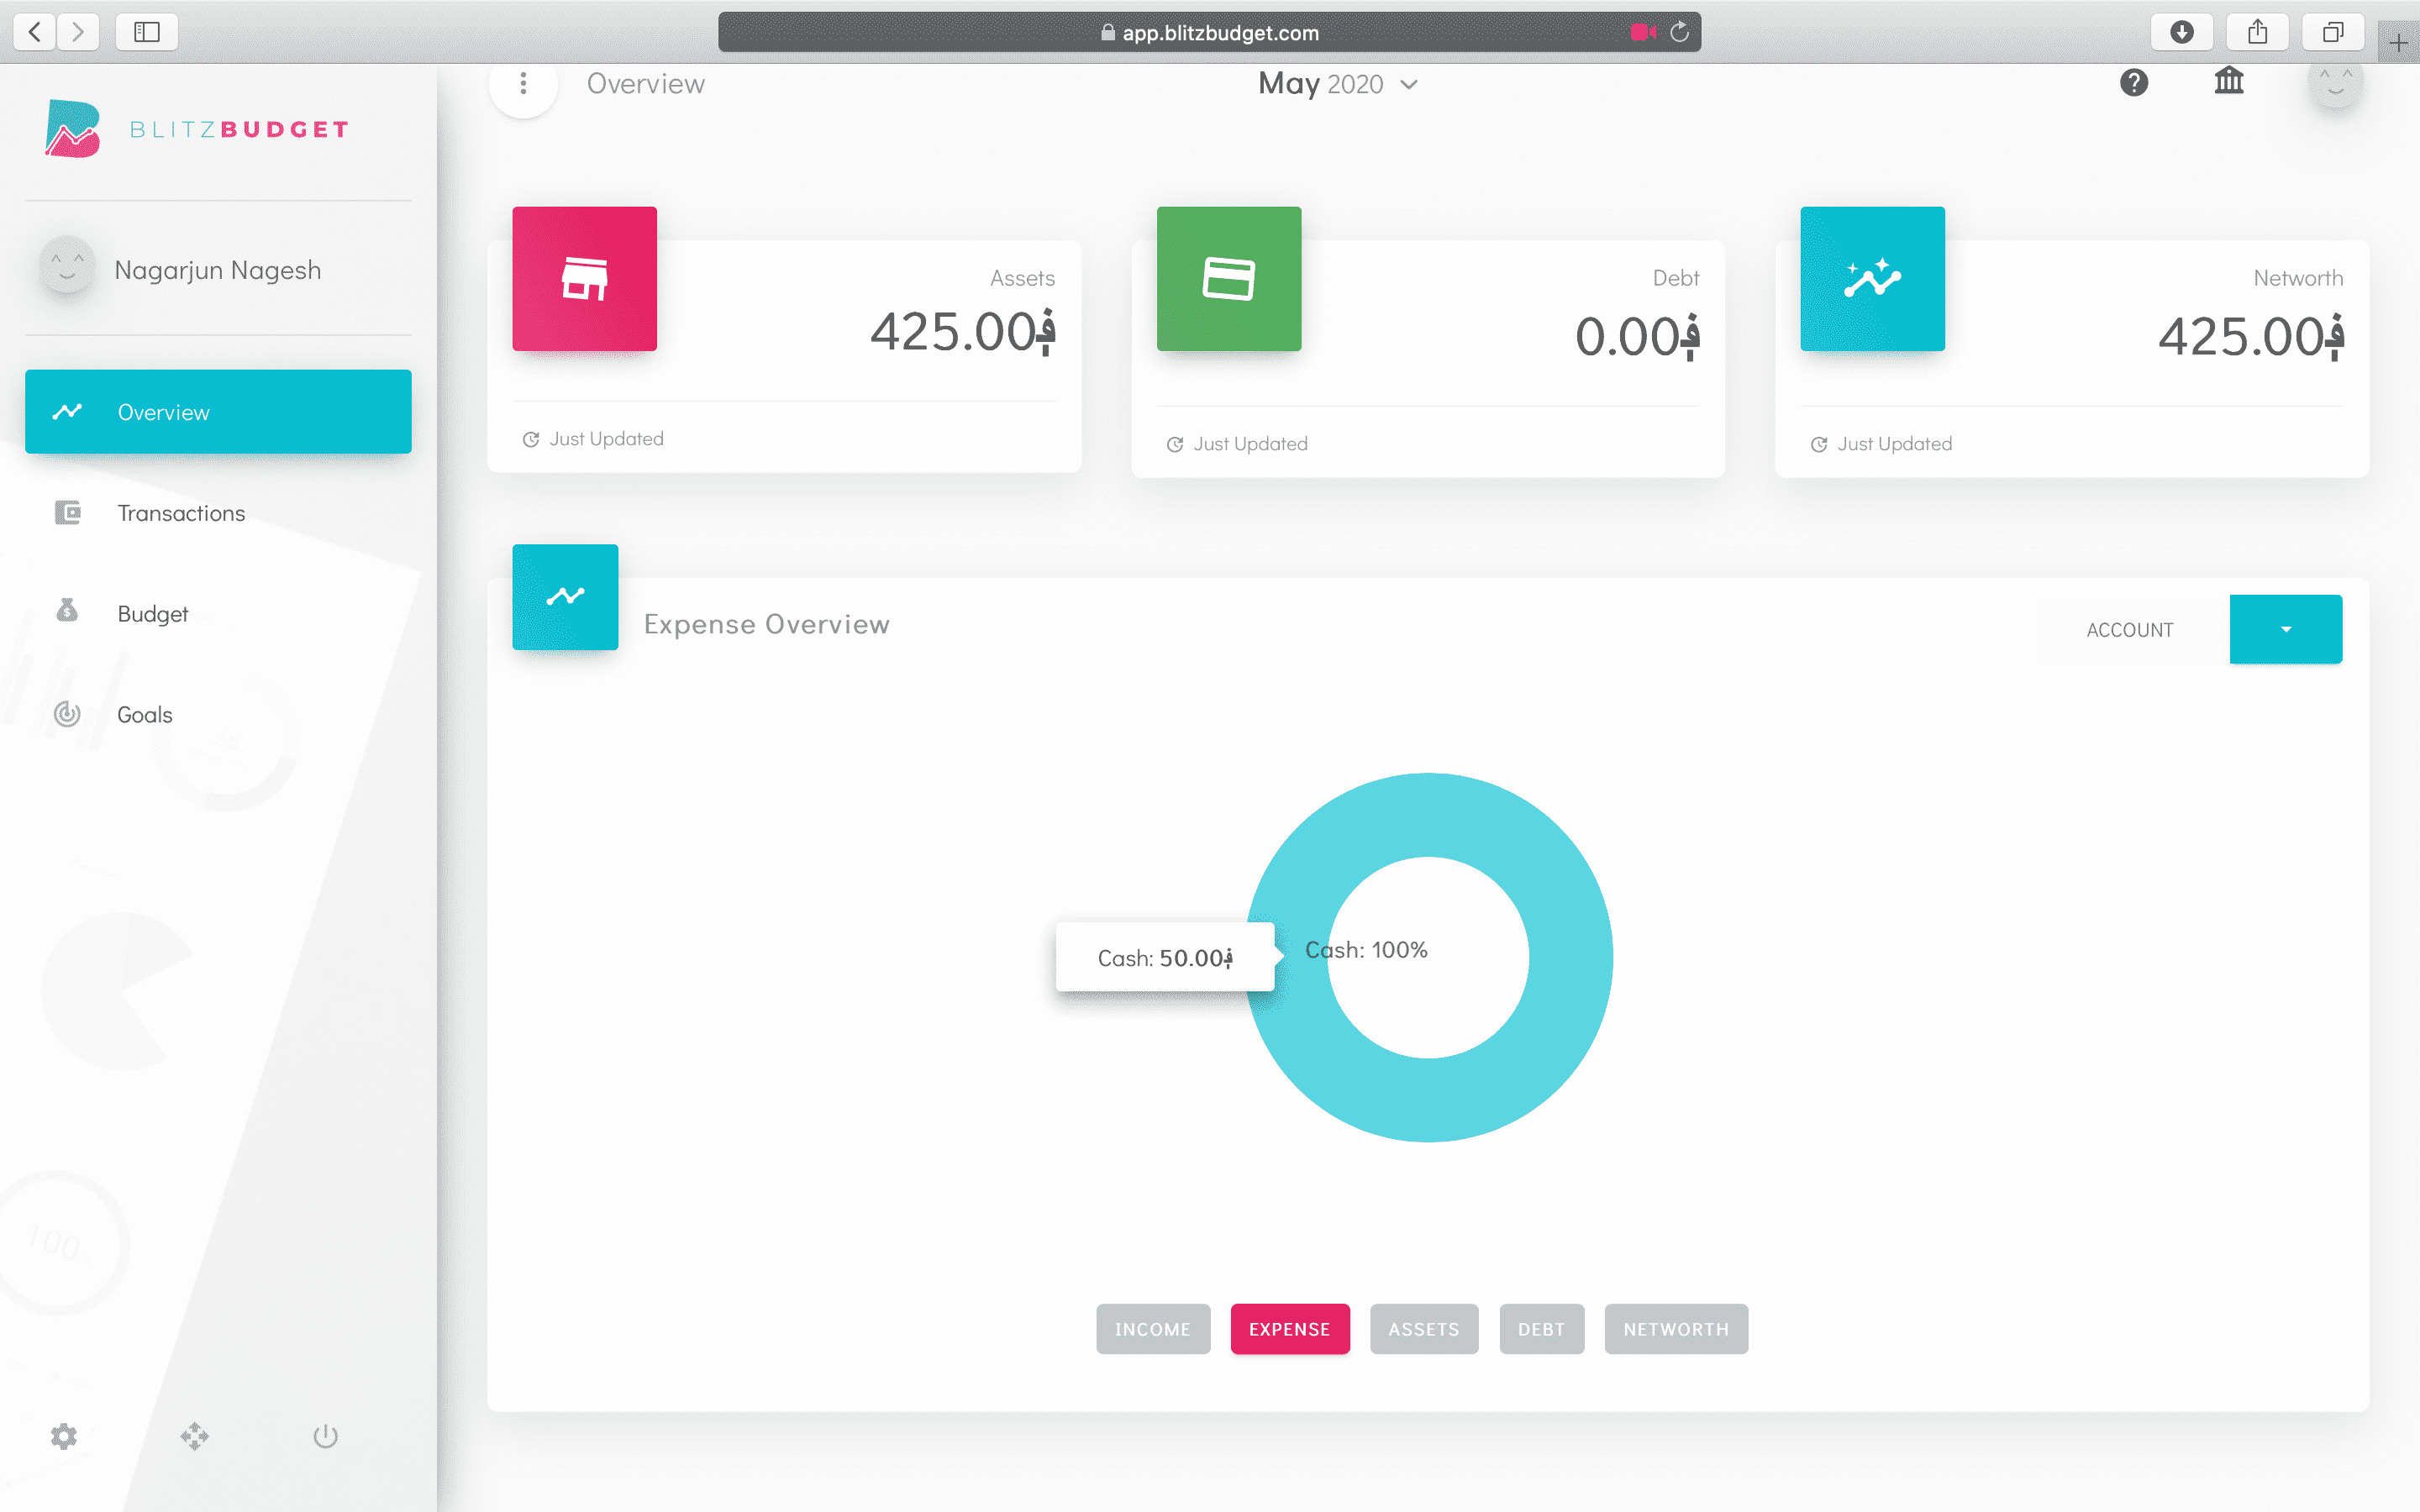 app.blitzbudget.com
BLITZBUDGET
Overview
May 2020
Nagarjun Nagesh
Overview
Transactions
Budget
Goals
Assets
425.00؋
Just Updated
Debt
0.00؋
Just Updated
Networth
425.00؋
Just Updated
Expense Overview
ACCOUNT
Cash: 50.00؋
Cash: 100%
INCOME
EXPENSE
ASSETS
DEBT
NETWORTH
100